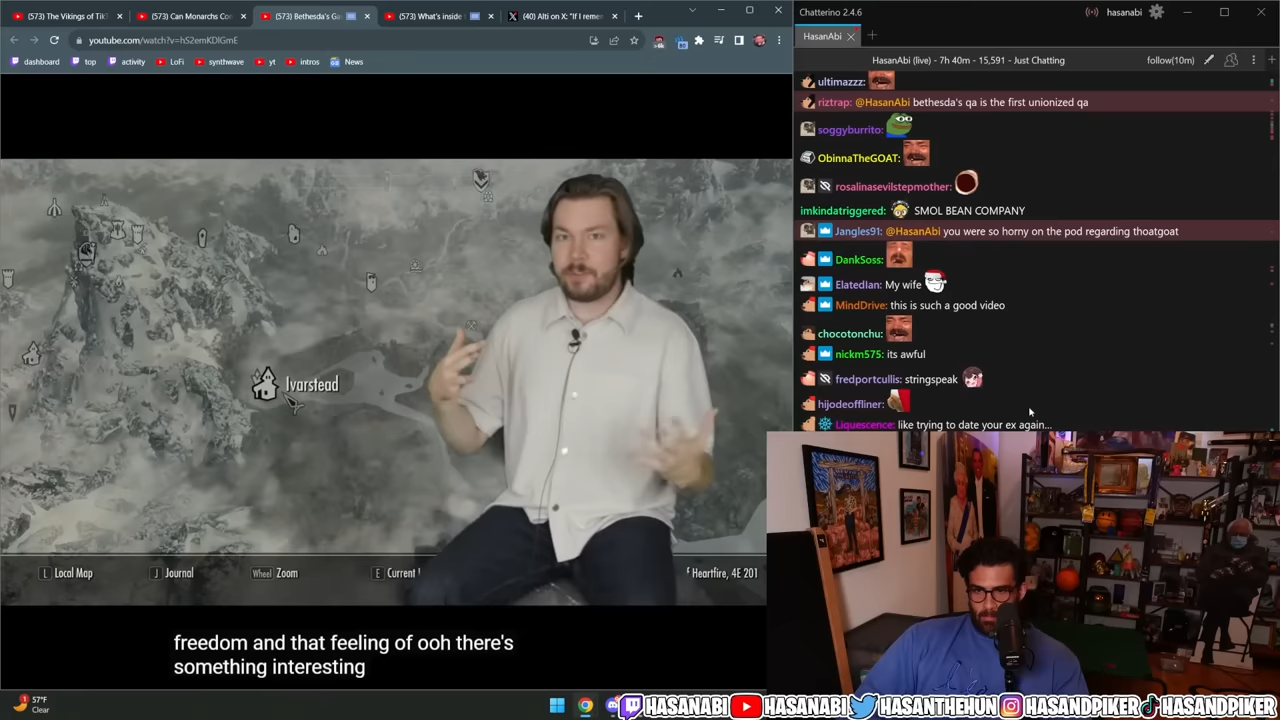 (573) The Vikings of TikT
(573) Can Monarchs Co
(573) Bethesda's Ga
(573) What's inside
(40) Alti on X: "If I reme
youtube.com/watch?v=hS2emKDlGmE
dashboard
top
activity
LoFi
synthwave
yt
intros
News
Ivarstead
L Local Map
J Journal
Wheel Zoom
E Current
Heartfire, 4E 201
freedom and that feeling of ooh there's
something interesting
57°F
Clear
Chatterino 2.4.6
hasanabi
HasanAbi
HasanAbi (live) - 7h 40m - 15,591 - Just Chatting
follow(10m)
ultimazzz:
riztrap: @HasanAbi bethesda's qa is the first unionized qa
soggyburrito:
ObinnaTheGOAT:
rosalinasevilstepmother:
imkindatriggered: SMOL BEAN COMPANY
Jangles91: @HasanAbi you were so horny on the pod regarding thoatgoat
DankSoss:
ElatedIan: My wife
MindDrive: this is such a good video
chocotonchu:
nickm575: its awful
fredportcullis: stringspeak
hijodeoffliner:
Liquescence: like trying to date your ex again...
HASANABI HASANABI HASANTHEHUN HASANDPIKER HASANDPIKER